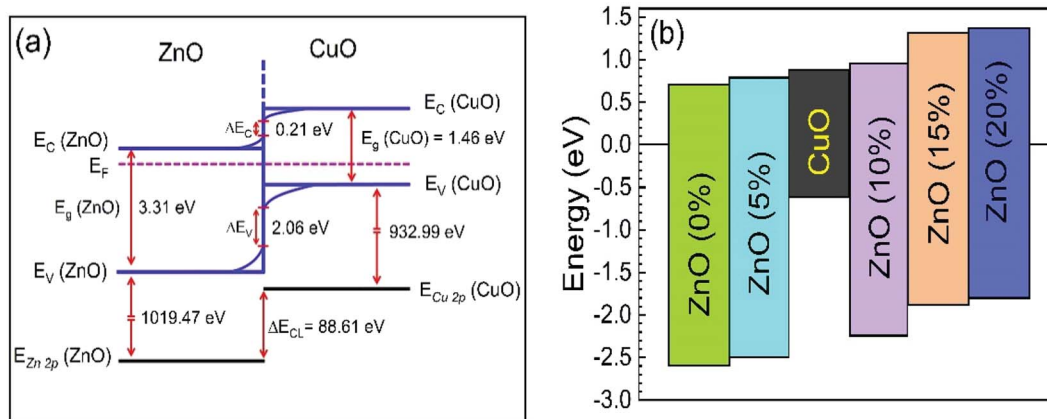 (a)
ZnO
CuO
E_C (CuO)
ΔE_C
0.21 eV
E_g (CuO) = 1.46 eV
E_C (ZnO)
E_F
E_V (CuO)
E_g (ZnO)
3.31 eV
ΔE_V
2.06 eV
932.99 eV
E_V (ZnO)
E_Cu 2p (CuO)
1019.47 eV
ΔE_CL = 88.61 eV
E_Zn 2p (ZnO)
(b)
Energy (eV)
1.5
1.0
0.5
0.0
-0.5
-1.0
-1.5
-2.0
-2.5
-3.0
ZnO (0%)
ZnO (5%)
CuO
ZnO (10%)
ZnO (15%)
ZnO (20%)